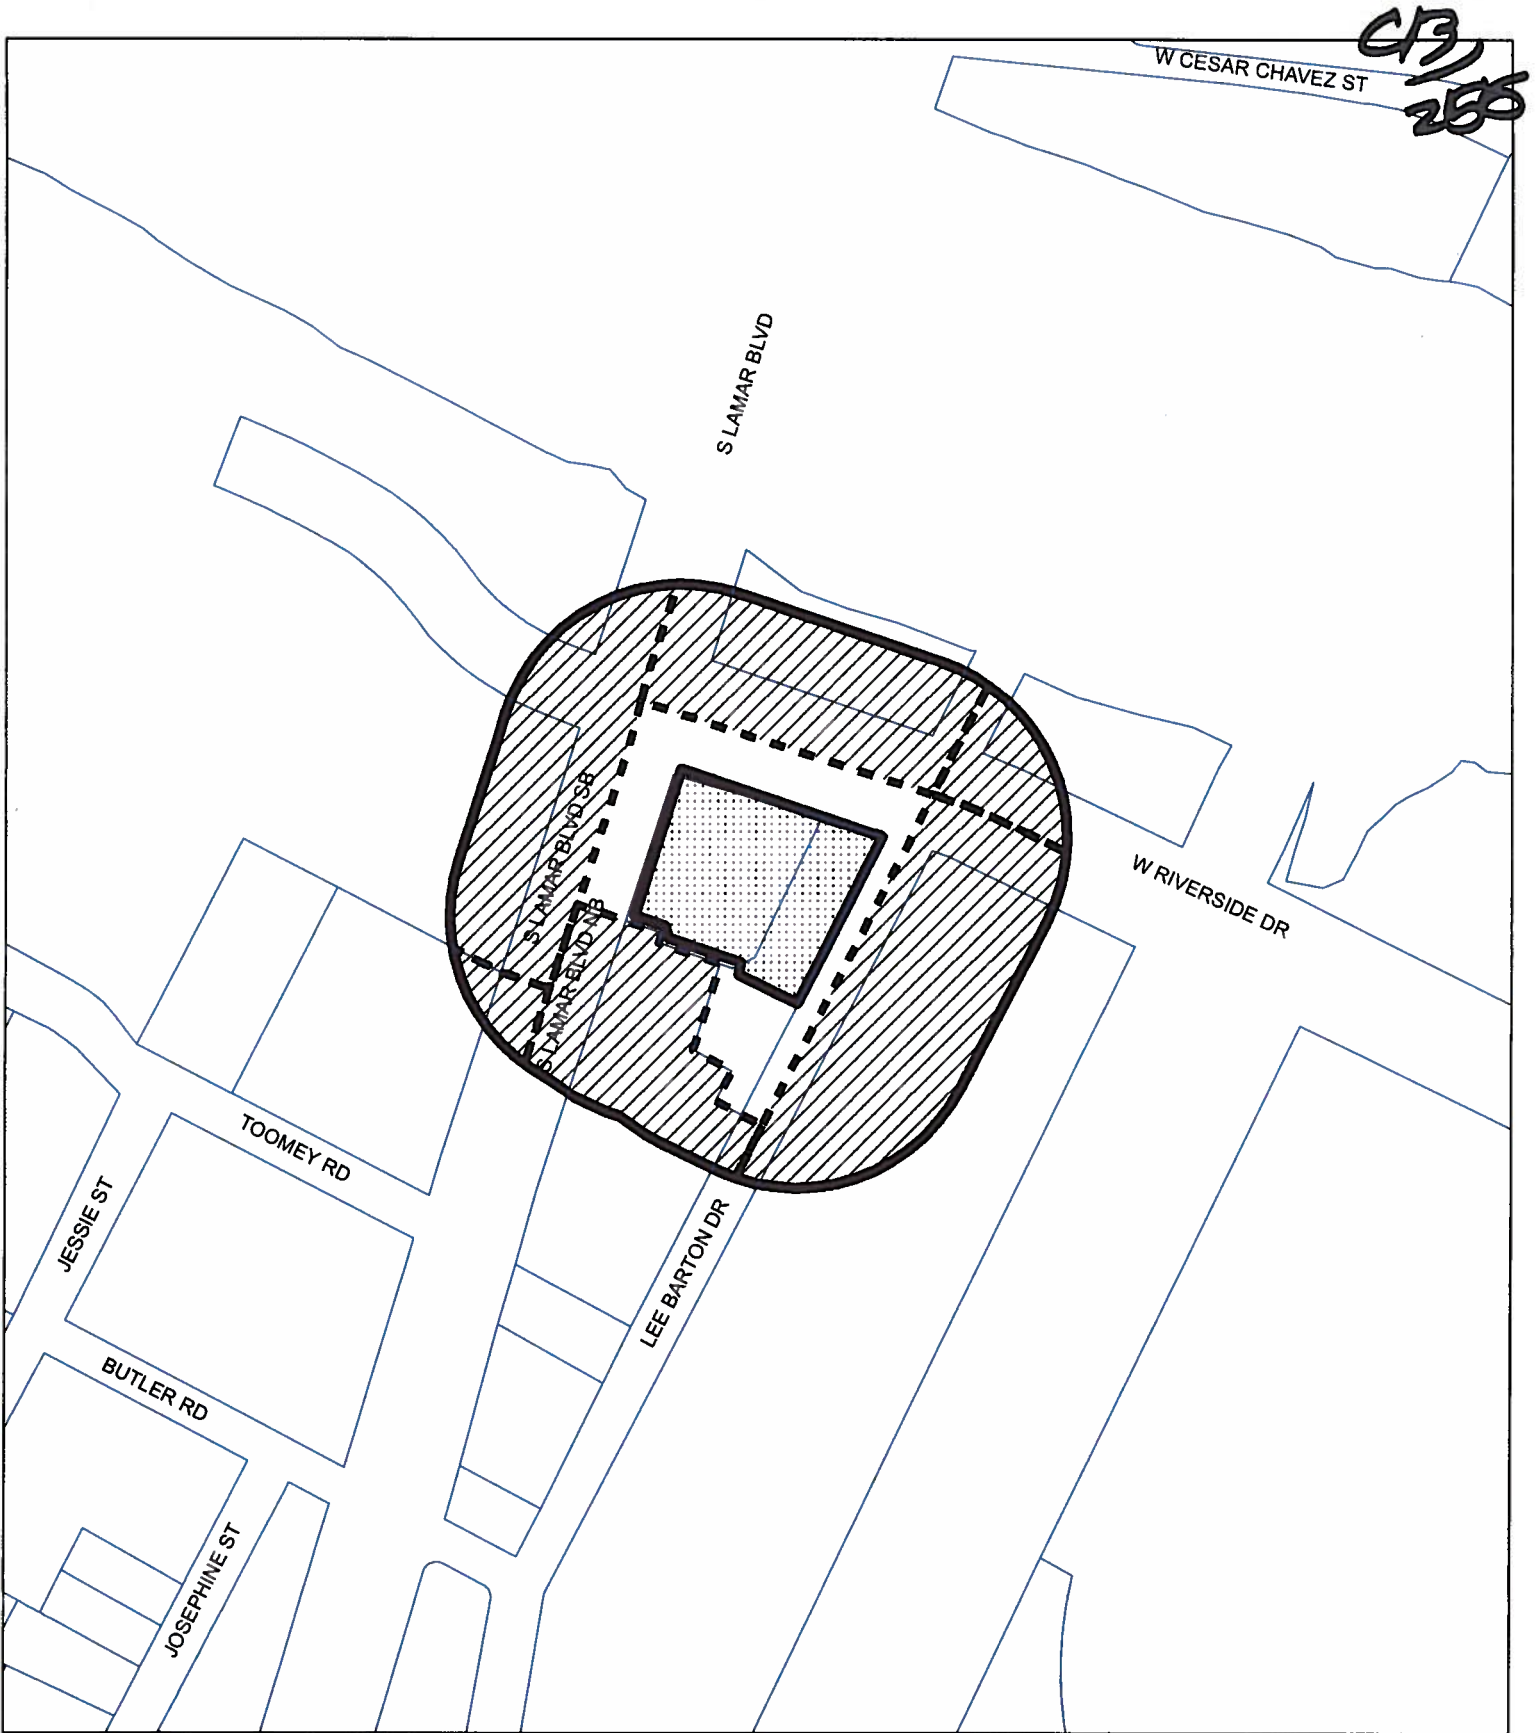 C13/
255
W CESAR CHAVEZ ST
S LAMAR BLVD
S LAMAR BLVD SB
S LAMAR BLVD NB
W RIVERSIDE DR
TOOMEY RD
JESSIE ST
LEE BARTON DR
BUTLER RD
JOSEPHINE ST